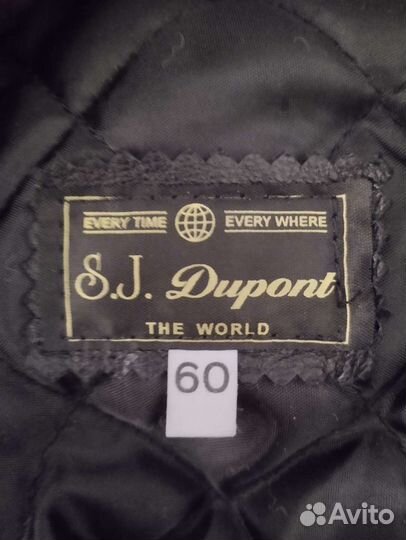 EVERY TIME EVERY WHERE
S.J. Dupont
THE WORLD
60
Avito